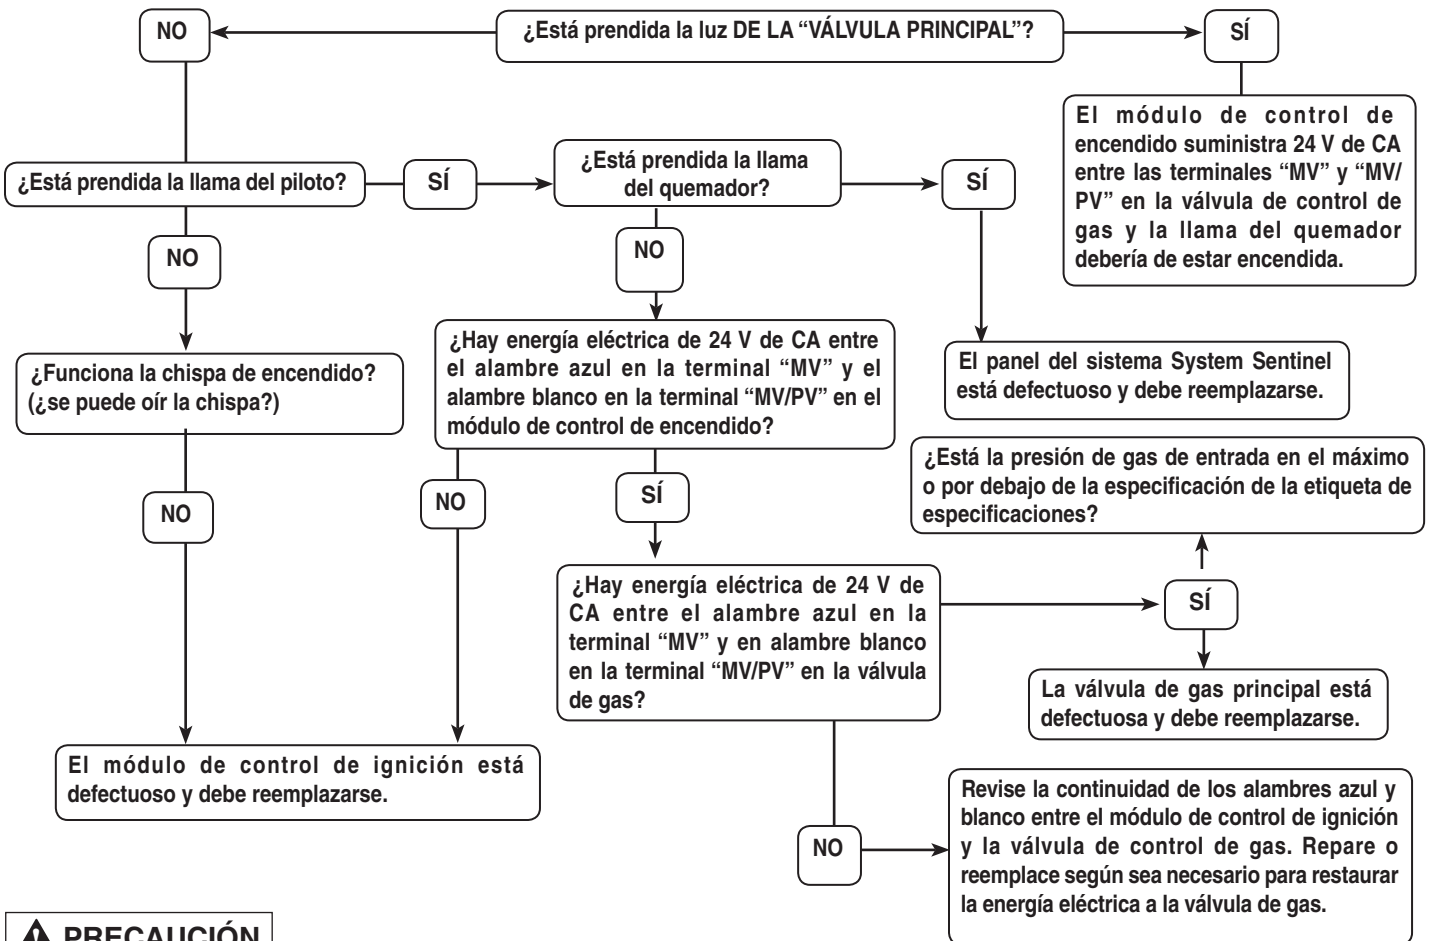 NO
¿Está prendida la luz DE LA “VÁLVULA PRINCIPAL”?
SÍ
El módulo de control de
encendido suministra 24 V de CA
entre las terminales “MV” y “MV/
PV” en la válvula de control de
gas y la llama del quemador
debería de estar encendida.
¿Está prendida la llama del piloto?
SÍ
¿Está prendida la llama
del quemador?
SÍ
NO
NO
¿Funciona la chispa de encendido?
(¿se puede oír la chispa?)
¿Hay energía eléctrica de 24 V de CA entre
el alambre azul en la terminal “MV” y el
alambre blanco en la terminal “MV/PV” en el
módulo de control de encendido?
El panel del sistema System Sentinel
está defectuoso y debe reemplazarse.
¿Está la presión de gas de entrada en el máximo
o por debajo de la especificación de la etiqueta de
especificaciones?
NO
NO
SÍ
¿Hay energía eléctrica de 24 V de
CA entre el alambre azul en la
terminal “MV” y en alambre blanco
en la terminal “MV/PV” en la válvula
de gas?
SÍ
La válvula de gas principal está
defectuosa y debe reemplazarse.
El módulo de control de ignición está
defectuoso y debe reemplazarse.
NO
Revise la continuidad de los alambres azul y
blanco entre el módulo de control de ignición
y la válvula de control de gas. Repare o
reemplace según sea necesario para restaurar
la energía eléctrica a la válvula de gas.
PRECAUCIÓN